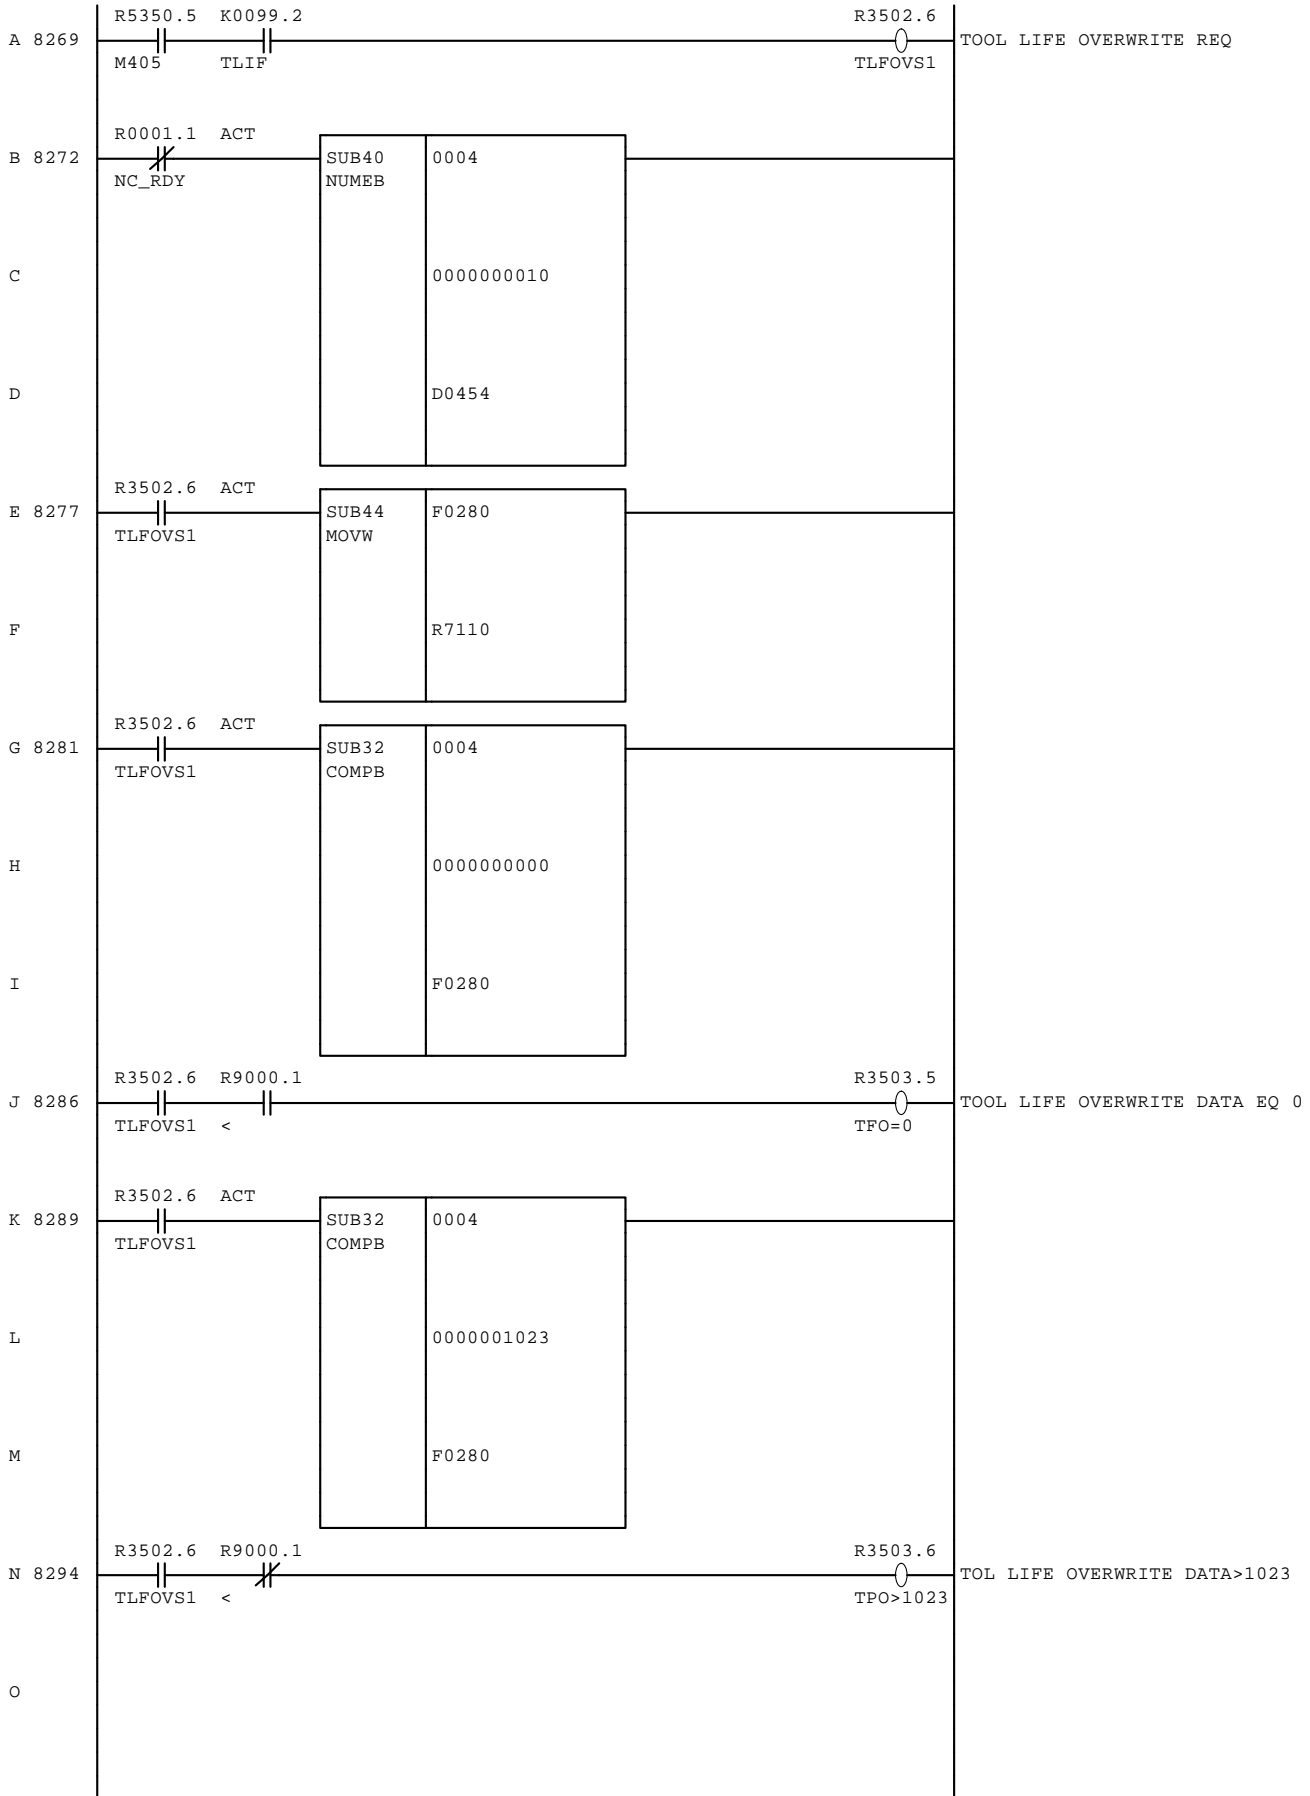 R5350.5 K0099.2 R3502.6
A 8269 TOOL LIFE OVERWRITE REQ
M405 TLIF TLFOVS1
R0001.1 ACT
B 8272 SUB40 0004
NC_RDY NUMEB
C 0000000010
D D0454
R3502.6 ACT
E 8277 SUB44 F0280
TLFOVS1 MOVW
F R7110
R3502.6 ACT
G 8281 SUB32 0004
TLFOVS1 COMPB
H 0000000000
I F0280
R3502.6 R9000.1 R3503.5
J 8286 TOOL LIFE OVERWRITE DATA EQ 0
TLFOVS1 < TFO=0
R3502.6 ACT
K 8289 SUB32 0004
TLFOVS1 COMPB
L 0000001023
M F0280
R3502.6 R9000.1 R3503.6
N 8294 TOL LIFE OVERWRITE DATA>1023
TLFOVS1 < TPO>1023
O